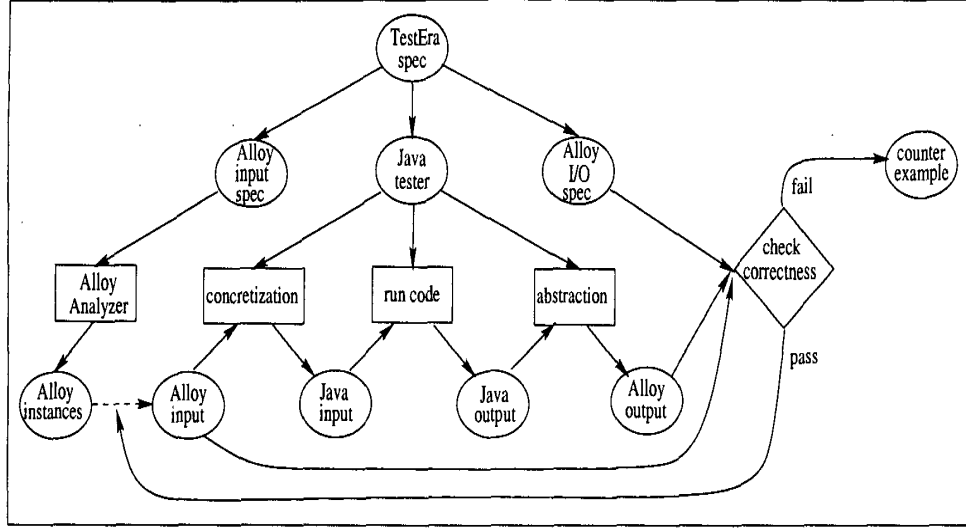 TestEra
spec
Alloy
input
spec
Java
tester
Alloy
I/O
spec
counter
example
fail
check
correctness
Alloy
Analyzer
concretization
run code
abstraction
pass
Alloy
instances
Alloy
input
Java
input
Java
output
Alloy
output